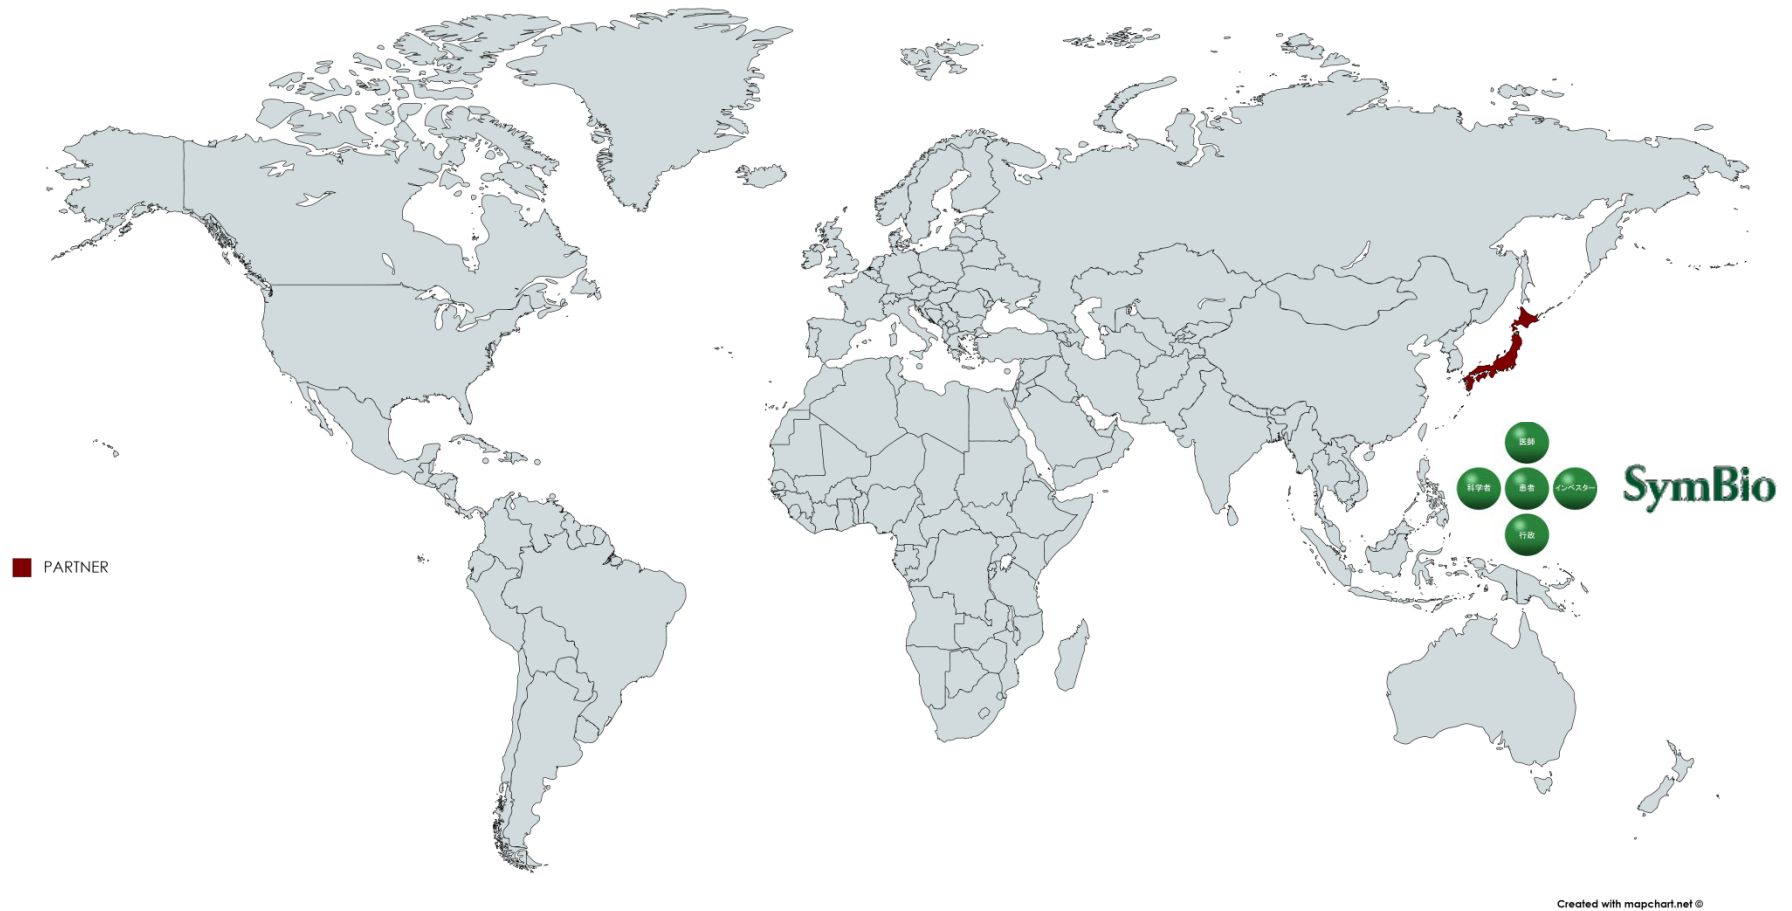 医師
科学者 患者 インベスター
SymBio
行政
PARTNER
Created with mapchart.net ©